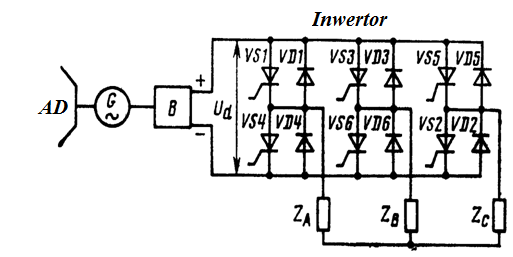 Inwertor
VS1 VD1 VS3 VD3 VS5 VD5
AD G ~ B + − Ud
VS4 VD4 VS6 VD6 VS2 VD2
ZA ZB ZC